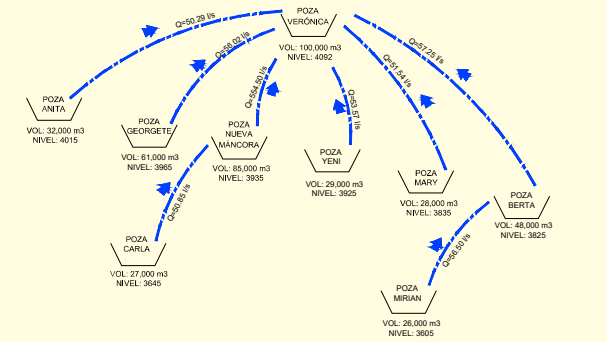 POZA
VERÓNICA
VOL: 100,000 m3
NIVEL: 4092
Q=50.29 l/s
Q=56.02 l/s
Q=554.50 l/s
Q=53.57 l/s
Q=51.54 l/s
Q=57.25 l/s
POZA
ANITA
VOL: 32,000 m3
NIVEL: 4015
POZA
GEORGETE
VOL: 61,000 m3
NIVEL: 3965
POZA
NUEVA
MÁNCORA
VOL: 85,000 m3
NIVEL: 3935
POZA
YENI
VOL: 29,000 m3
NIVEL: 3925
POZA
MARY
VOL: 28,000 m3
NIVEL: 3835
POZA
BERTA
VOL: 48,000 m3
NIVEL: 3825
Q=50.85 l/s
POZA
CARLA
VOL: 27,000 m3
NIVEL: 3645
Q=56.50 l/s
POZA
MIRIAN
VOL: 26,000 m3
NIVEL: 3605